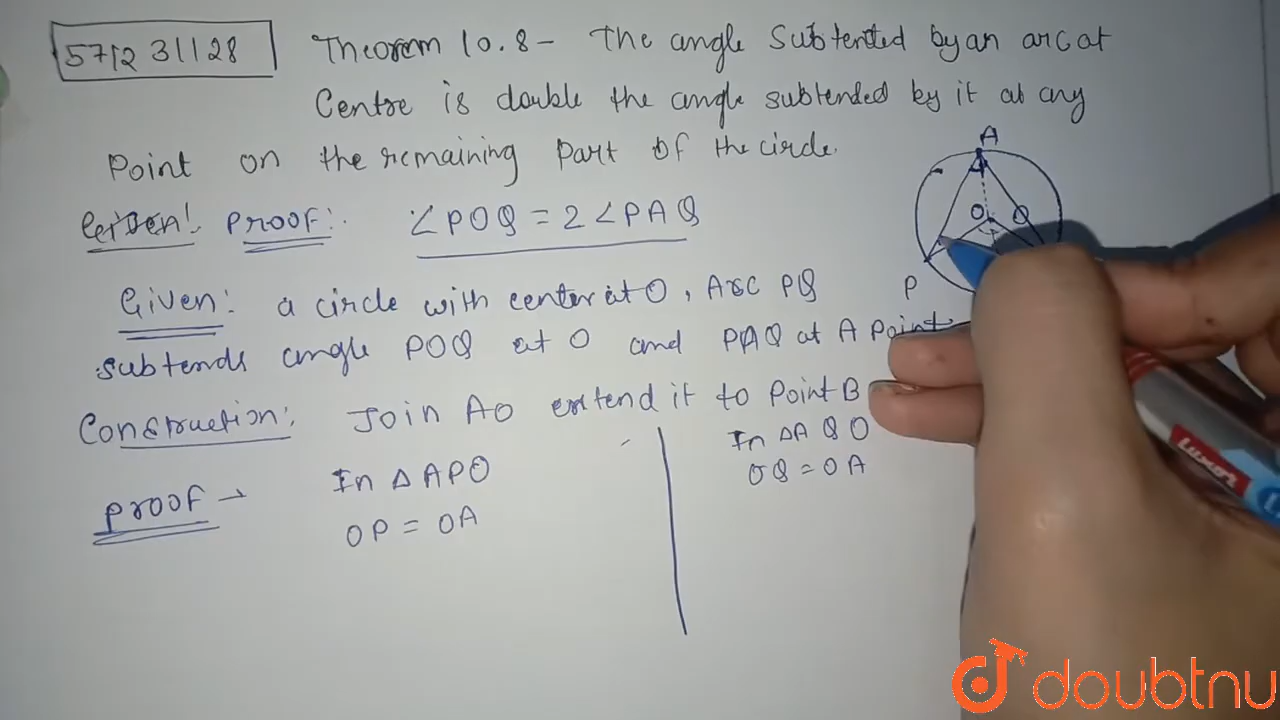 571231128
Theorem 10.8 - The angle Subtended by an arc at
Centre is double the angle subtended by it at any
Point on the remaining part of the circle.
Proof:. ∠POQ = 2∠PAQ
Given: a circle with center at O, Arc PQ
subtends angle POQ at O and PAQ at A Point
Construction: Join AO extend it to Point B
Proof → In △APO
OP = OA
In △AQO
OQ = OA
A
O
P
Luxor
doubtnut